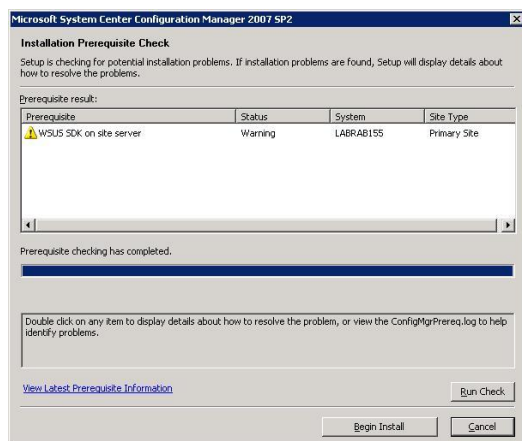 Microsoft System Center Configuration Manager 2007 SP2
Installation Prerequisite Check
Setup is checking for potential installation problems. If installation problems are found, Setup will display details about
how to resolve the problems.
Prerequisite result:
Prerequisite Status System Site Type
WSUS SDK on site server Warning LABRAB155 Primary Site
Prerequisite checking has completed.
Double click on any item to display details about how to resolve the problem, or view the ConfigMgrPrereq.log to help
identify problems.
View Latest Prerequisite Information
Run Check
Begin Install Cancel